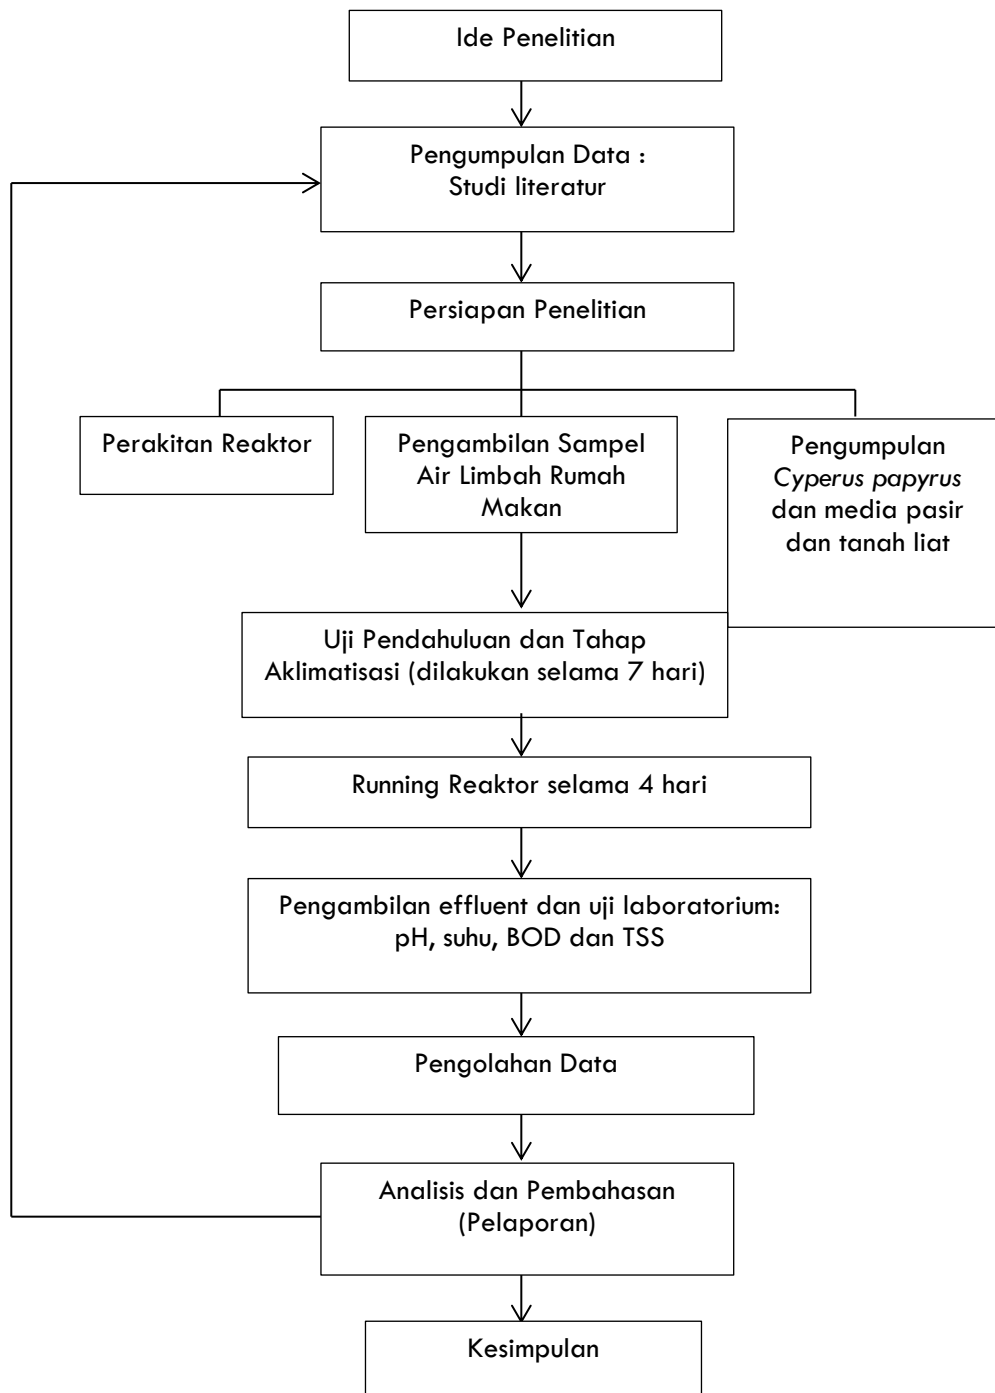 Ide Penelitian
Pengumpulan Data :
Studi literatur
Persiapan Penelitian
Perakitan Reaktor
Pengambilan Sampel
Air Limbah Rumah
Makan
Pengumpulan
Cyperus papyrus
dan media pasir
dan tanah liat
Uji Pendahuluan dan Tahap
Aklimatisasi (dilakukan selama 7 hari)
Running Reaktor selama 4 hari
Pengambilan effluent dan uji laboratorium:
pH, suhu, BOD dan TSS
Pengolahan Data
Analisis dan Pembahasan
(Pelaporan)
Kesimpulan